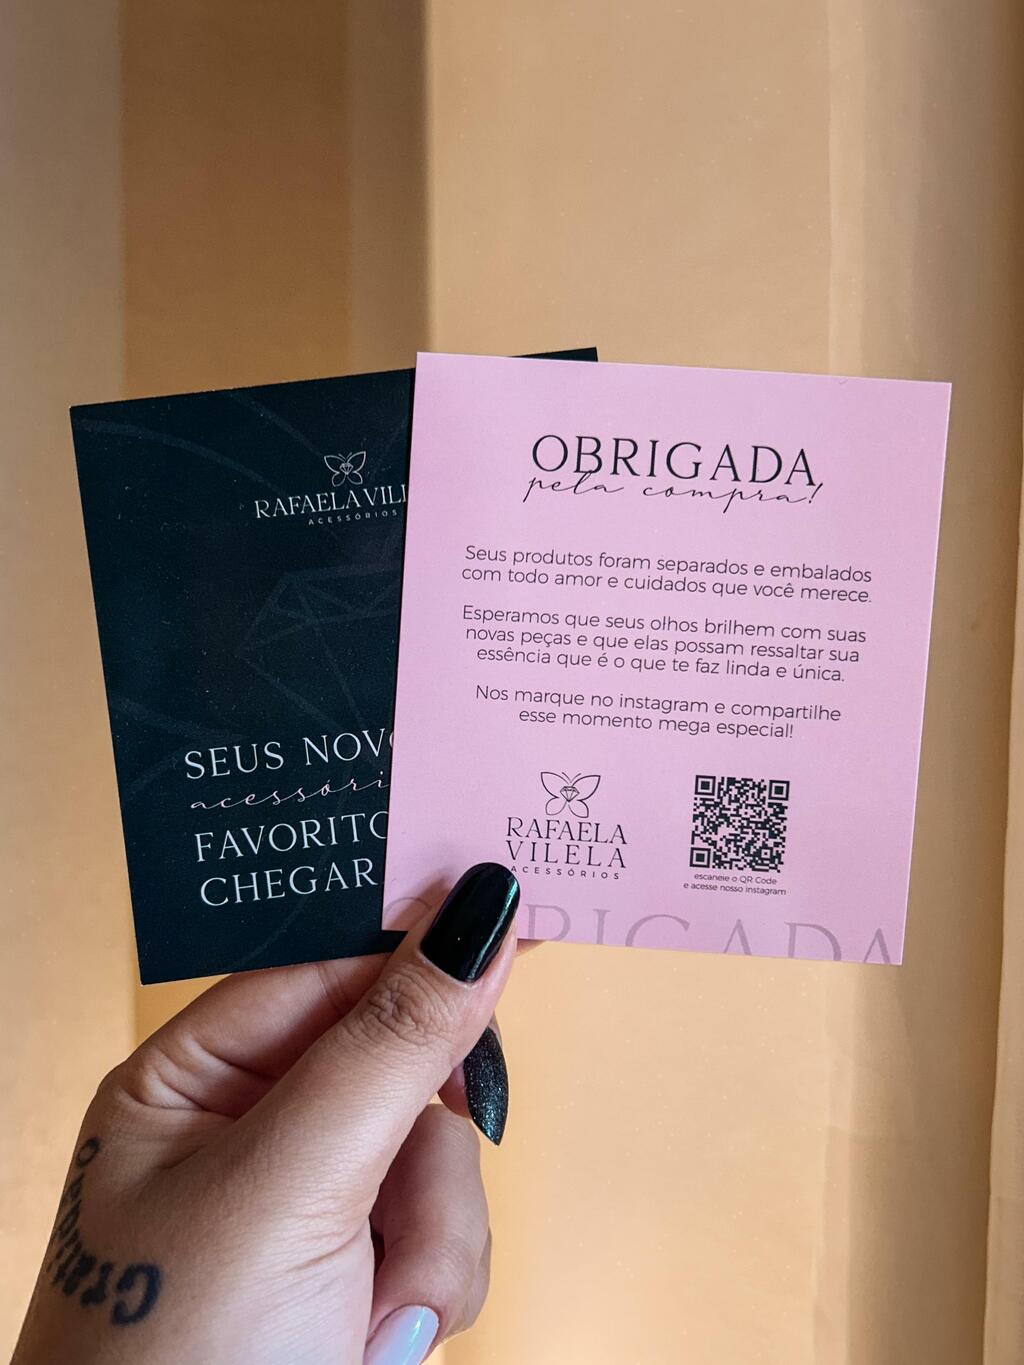 RAFAELA VIL
ACESSÓRIOS
SEUS NOV
acessóri
FAVORITO
CHEGAR
OBRIGADA
pela compra!
Seus produtos foram separados e embalados
com todo amor e cuidados que você merece.
Esperamos que seus olhos brilhem com suas
novas peças e que elas possam ressaltar sua
essência que é o que te faz linda e única.
Nos marque no instagram e compartilhe
esse momento mega especial!
RAFAELA
VILELA
ACESSÓRIOS
escaneie o QR Code
e acesse nosso instagram
OBRIGADA
Gratidão